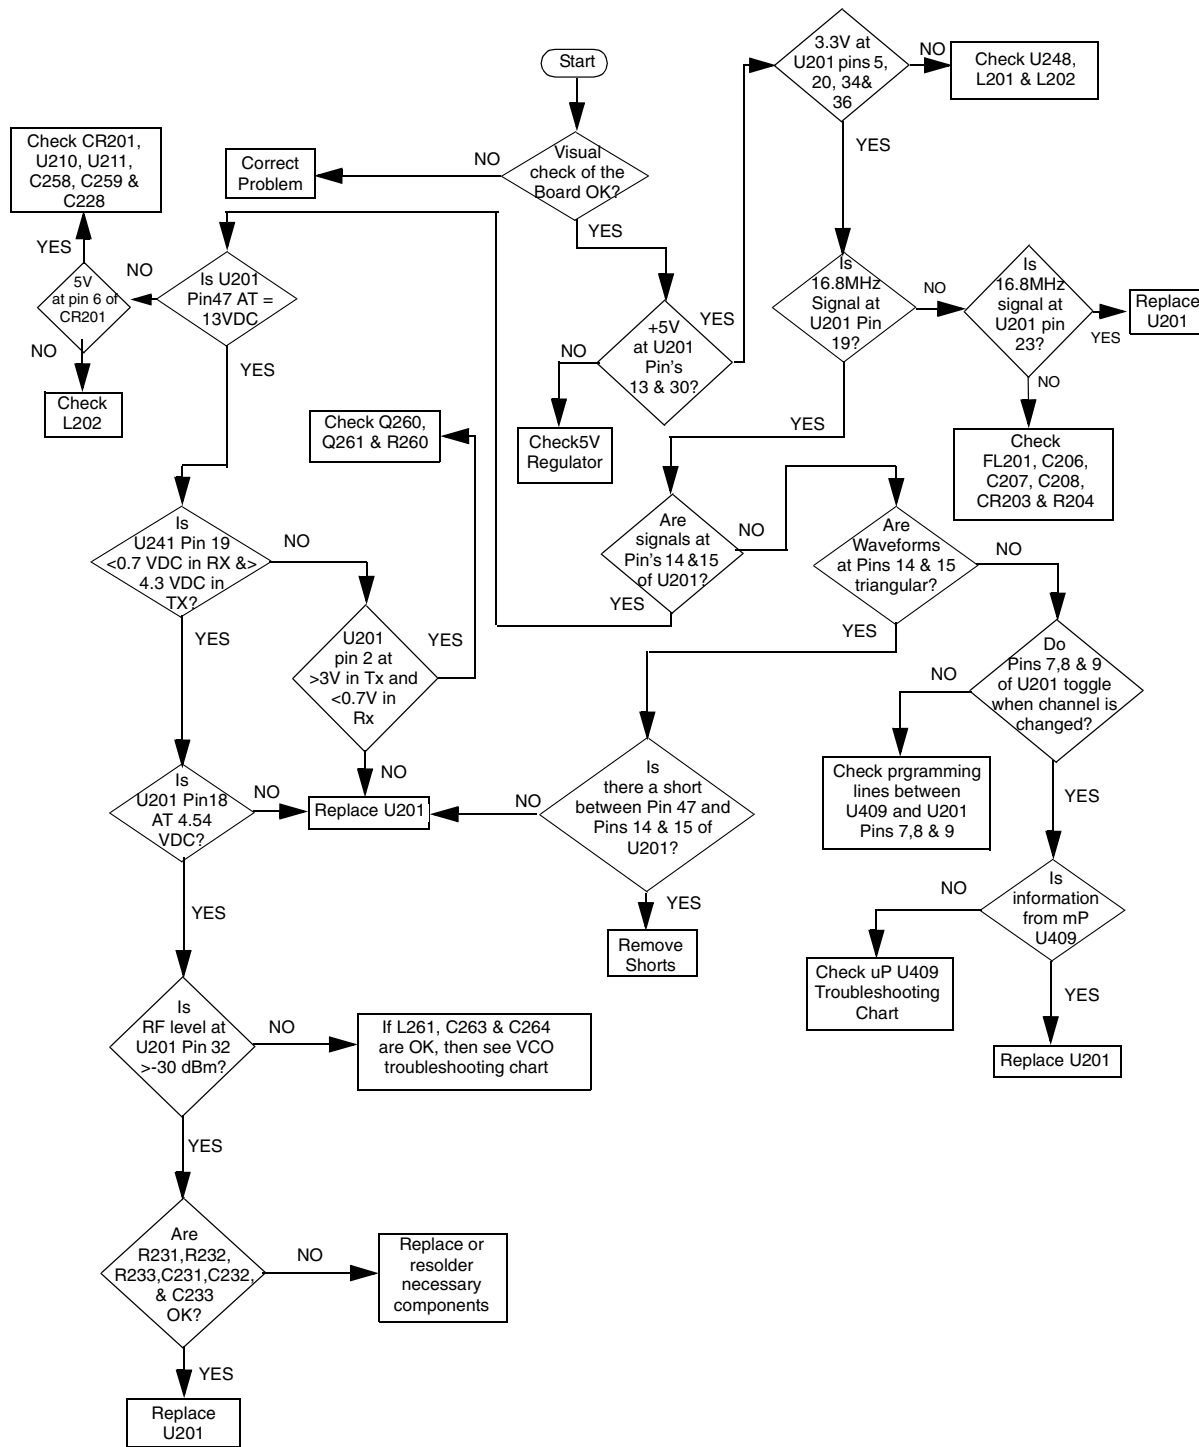 Start
Visual
check of the
Board OK?
NO
Correct
Problem
YES
+5V
at U201
Pin's
13 & 30?
NO
Check5V
Regulator
YES
3.3V at
U201 pins 5,
20, 34&
36
NO
Check U248,
L201 & L202
YES
Is
16.8MHz
Signal at
U201 Pin
19?
NO
Is
16.8MHz
signal at
U201 pin
23?
YES
Replace
U201
NO
Check
FL201, C206,
C207, C208,
CR203 & R204
YES
Are
signals at
Pin's 14 &15
of U201?
NO
Are
Waveforms
at Pins 14 & 15
triangular?
NO
Do
Pins 7,8 & 9
of U201 toggle
when channel is
changed?
NO
Check prgramming
lines between
U409 and U201
Pins 7,8 & 9
YES
Is
information
from mP
U409
NO
Check uP U409
Troubleshooting
Chart
YES
Replace U201
YES
Is
there a short
between Pin 47 and
Pins 14 & 15 of
U201?
NO
Replace U201
YES
Remove
Shorts
YES
Is U201
Pin47 AT =
13VDC
NO
5V
at pin 6 of
CR201
YES
Check CR201,
U210, U211,
C258, C259 &
C228
NO
Check
L202
YES
Is
U241 Pin 19
<0.7 VDC in RX &>
4.3 VDC in
TX?
NO
U201
pin 2 at
>3V in Tx and
<0.7V in
Rx
YES
Check Q260,
Q261 & R260
NO
YES
Is
U201 Pin18
AT 4.54
VDC?
NO
YES
Is
RF level at
U201 Pin 32
>-30 dBm?
NO
If L261, C263 & C264
are OK, then see VCO
troubleshooting chart
YES
Are
R231,R232,
R233,C231,C232,
& C233
OK?
NO
Replace or
resolder
necessary
components
YES
Replace
U201